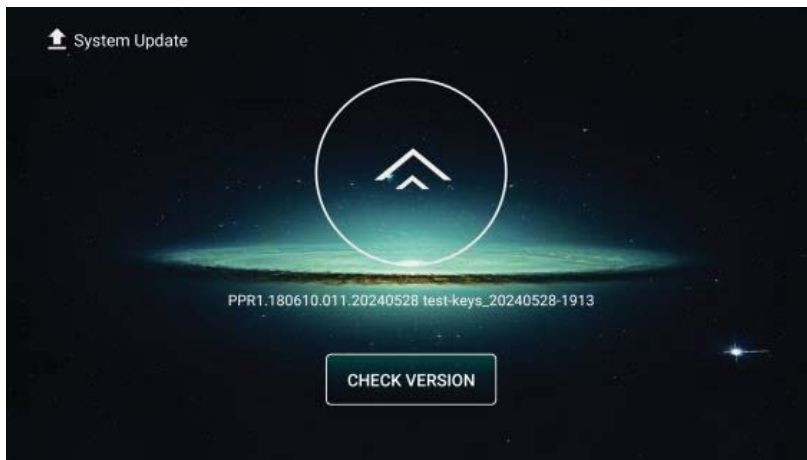 System Update
PPR1.180610.011.20240528 test-keys_20240528-1913
CHECK VERSION